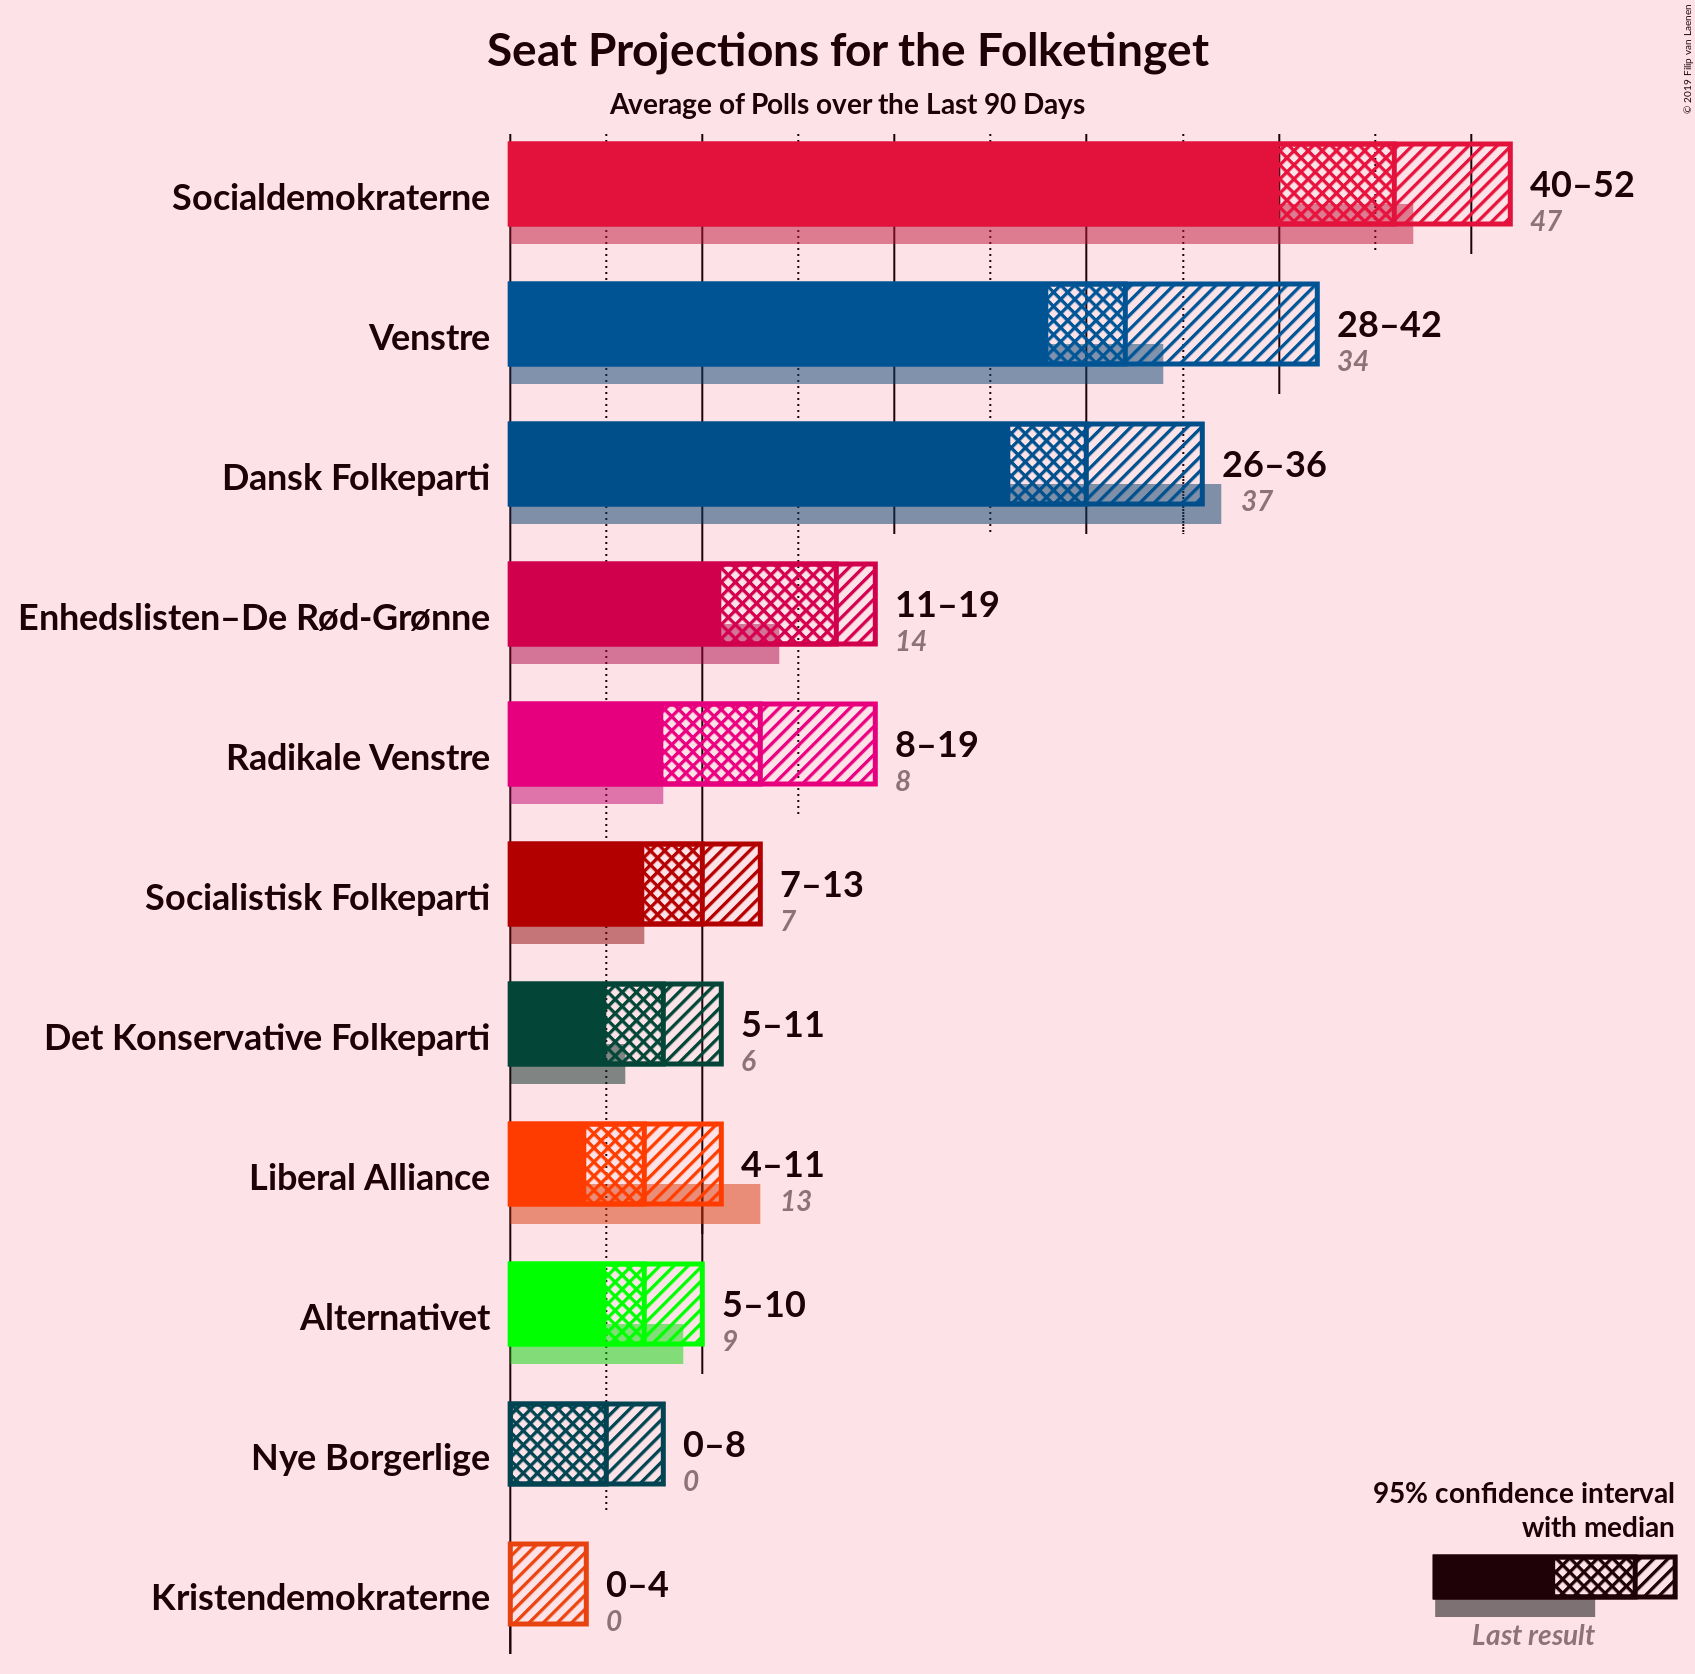 Seat Projections for the Folketinget
Average of Polls over the Last 90 Days
© 2019 Filip van Laenen
Socialdemokraterne
40–52
47
Venstre
28–42
34
Dansk Folkeparti
26–36
37
Enhedslisten–De Rød-Grønne
11–19
14
Radikale Venstre
8–19
8
Socialistisk Folkeparti
7–13
7
Det Konservative Folkeparti
5–11
6
Liberal Alliance
4–11
13
Alternativet
5–10
9
Nye Borgerlige
0–8
0
Kristendemokraterne
0–4
0
95% confidence interval
with median
Last result